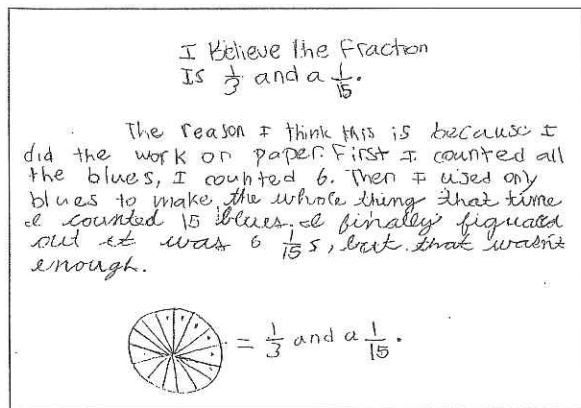 I Believe the Fraction
Is 1/3 and a 1/15.
The reason I think this is because I
did the work on paper. First I counted all
the blues, I counted 6. Then I used only
blues to make the whole thing that time
I counted 15 blues. I finally figuaed
out it was 6 1/15 s, but that wasn't
enough.
= 1/3 and a 1/15.